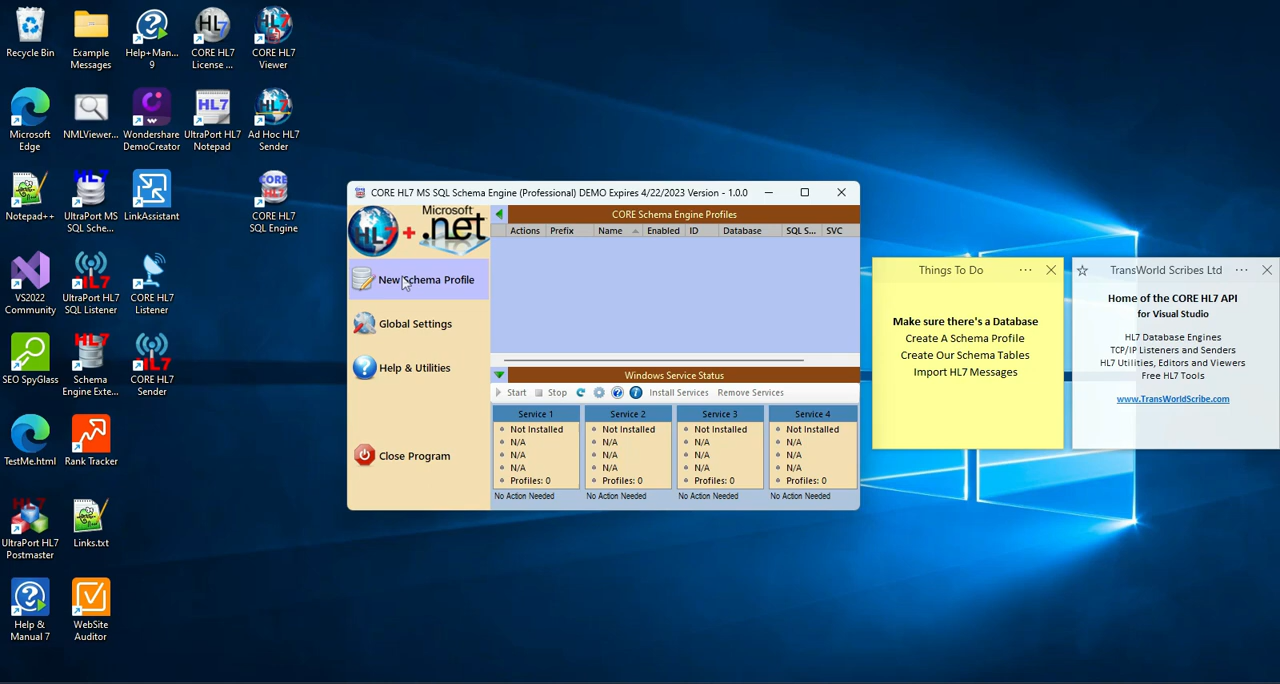 Recycle Bin
Example
Messages
Help+Man...
9
CORE HL7
License ...
CORE HL7
Viewer
Microsoft
Edge
NMLViewer...
Wondershare
DemoCreator
UltraPort HL7
Notepad
Ad Hoc HL7
Sender
Notepad++
UltraPort MS
SQL Sche...
LinkAssistant
CORE HL7
SQL Engine
VS2022
Community
UltraPort HL7
SQL Listener
CORE HL7
Listener
SEO SpyGlass
Schema
Engine Exte...
CORE HL7
Sender
TestMe.html
Rank Tracker
UltraPort HL7
Postmaster
Links.txt
Help &
Manual 7
WebSite
Auditor
CORE HL7 MS SQL Schema Engine (Professional) DEMO Expires 4/22/2023 Version - 1.0.0
HL7 + Microsoft .net
New Schema Profile
Global Settings
Help & Utilities
Close Program
CORE Schema Engine Profiles
Actions Prefix Name Enabled ID Database SQL S... SVC
Windows Service Status
Start Stop Install Services Remove Services
Service 1 Service 2 Service 3 Service 4
Not Installed Not Installed Not Installed Not Installed
N/A N/A N/A N/A
N/A N/A N/A N/A
N/A N/A N/A N/A
Profiles: 0 Profiles: 0 Profiles: 0 Profiles: 0
No Action Needed No Action Needed No Action Needed No Action Needed
Things To Do
Make sure there's a Database
Create A Schema Profile
Create Our Schema Tables
Import HL7 Messages
TransWorld Scribes Ltd
Home of the CORE HL7 API
for Visual Studio
HL7 Database Engines
TCP/IP Listeners and Senders
HL7 Utilities, Editors and Viewers
Free HL7 Tools
www.TransWorldScribe.com